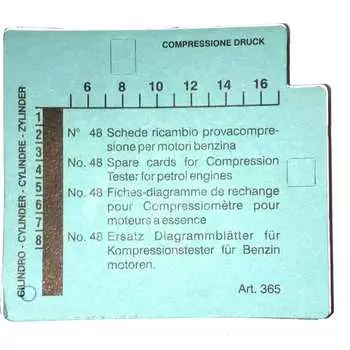 COMPRESSIONE DRUCK
6 8 10 12 14 16
CILINDRO - CYLINDER - CYLINDRE - ZYLINDER
1
2
3
4
5
6
7
8
N° 48 Schede ricambio provacompre-
sione per motori benzina
No. 48 Spare cards for Compression
Tester for petrol engines
No. 48 Fiches-diagramme de rechange
pour Compressiomètre pour
moteurs a essence
No. 48 Ersatz Diagrammblätter für
Kompressionstester für Benzin
motoren.
Art. 365